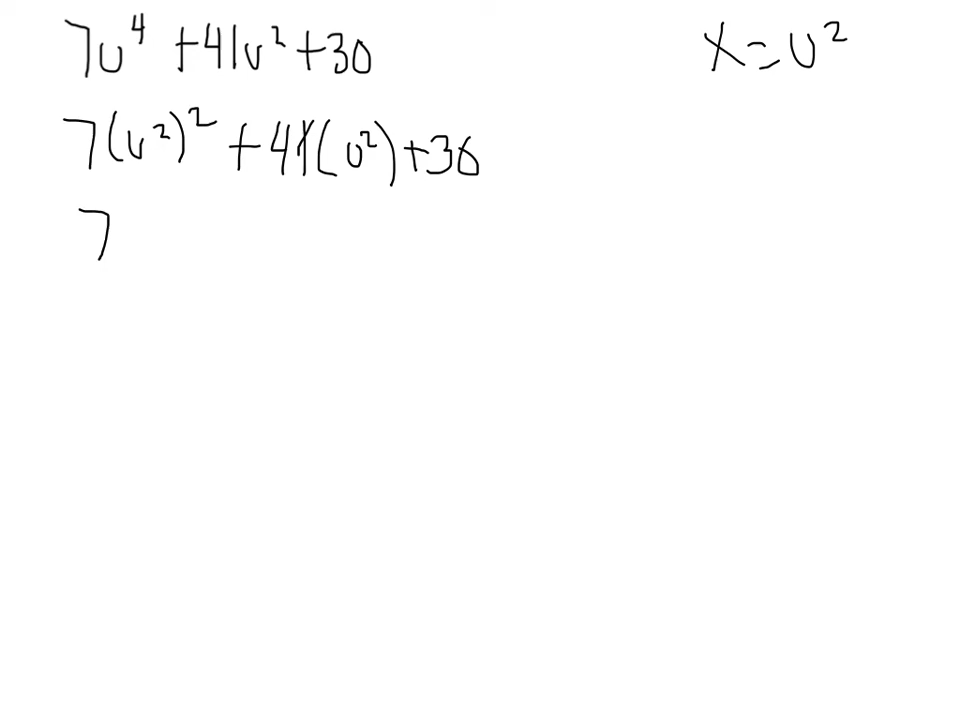 7u⁴ + 41u² + 30
x = u²
7(u²)² + 41(u²) + 30
7